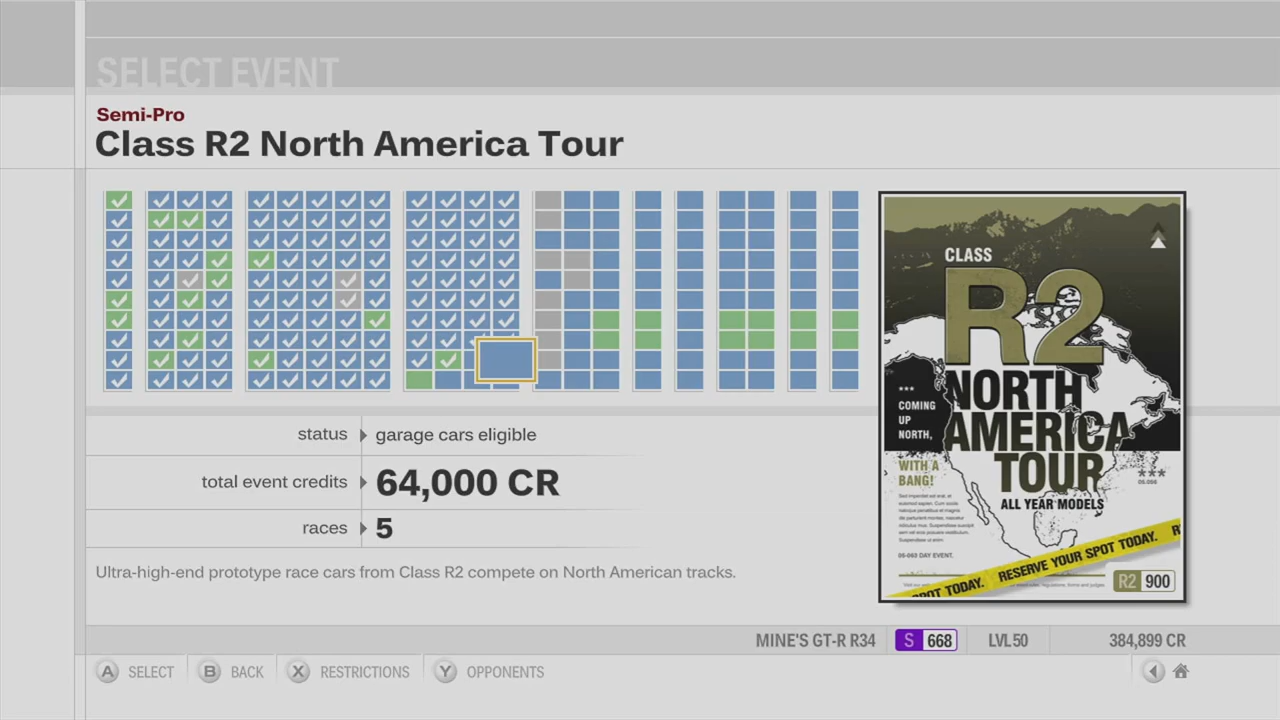 SELECT EVENT
Semi-Pro
Class R2 North America Tour
CLASS
R2
NORTH
AMERICA
TOUR
ALL YEAR MODELS
***
COMING
UP
NORTH,
WITH A
BANG!
***
RESERVE YOUR SPOT TODAY.
SPOT TODAY.
R2 900
status garage cars eligible
total event credits 64,000 CR
races 5
Ultra-high-end prototype race cars from Class R2 compete on North American tracks.
MINE'S GT-R R34 S 668 LVL50 384,899 CR
A SELECT B BACK X RESTRICTIONS Y OPPONENTS